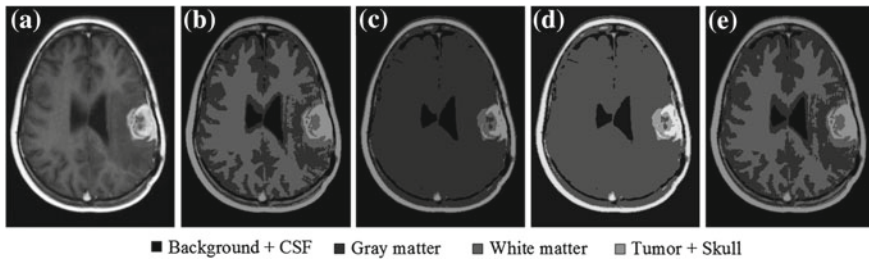 (a) (b) (c) (d) (e)
Background + CSF Gray matter White matter Tumor + Skull